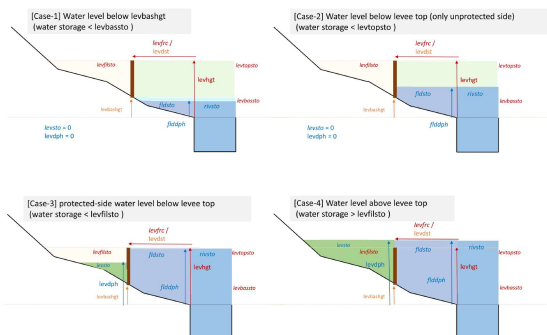 [Case-1] Water level below levbashgt
(water storage < levbassto )
levfrc /
levdst
levfilsto
levtopsto
levhgt
fldsto
rivsto
levbassto
levbashgt
flddph
levsto = 0
levdph = 0
[Case-2] Water level below levee top (only unprotected side)
(water storage < levtopsto )
levfrc /
levdst
levfilsto
levtopsto
levhgt
fldsto
rivsto
levbassto
levbashgt
flddph
levsto = 0
levdph = 0
[Case-3] protected-side water level below levee top
(water storage < levfilsto )
levfrc /
levdst
levfilsto
fldsto
rivsto
levtopsto
levsto
levhgt
levdph
flddph
levbassto
levbashgt
[Case-4] Water level above levee top
(water storage > levfilsto )
levfrc /
levdst
levsto
levfilsto
fldsto
rivsto
levtopsto
levdph
levhgt
flddph
levbassto
levbashgt